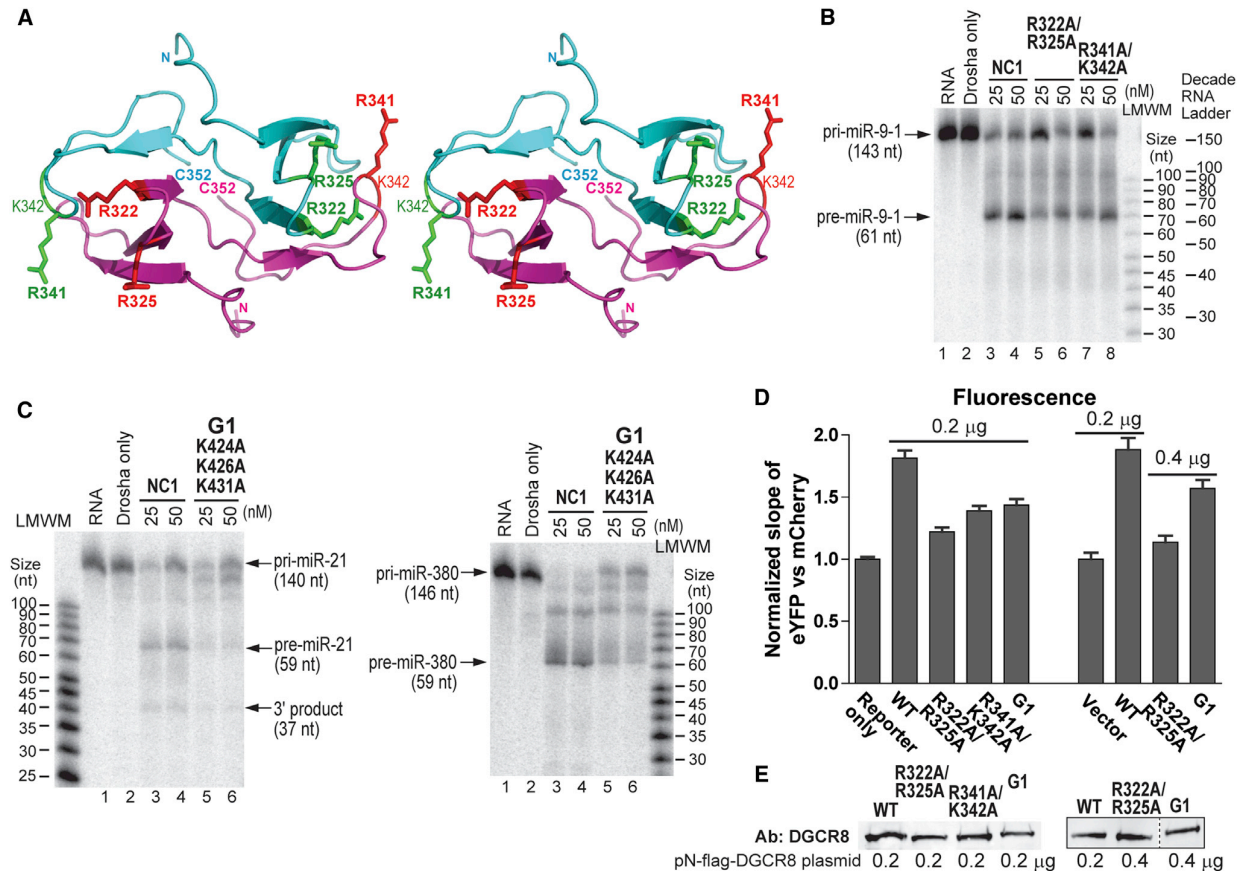 A
N
R341
R325
K342
R322
C352
C352
K342
R322
R341
R325
N
N
R341
R325
K342
R322
C352
C352
K342
R322
R341
R325
N
B
R322A/
R325A
R341A/
K342A
NC1
RNA
Drosha only
25 50 25 50 25 50 (nM)
LMWM
Decade
RNA
Ladder
pri-miR-9-1
(143 nt)
pre-miR-9-1
(61 nt)
Size
(nt)
100
90
80
70
60
50
45
40
35
30
150
100
90
80
70
60
50
40
30
1 2 3 4 5 6 7 8
C
G1
K424A
K426A
K431A
NC1
RNA
Drosha only
25 50 25 50 (nM)
LMWM
Size
(nt)
100
90
80
70
60
50
45
40
35
30
25
pri-miR-21
(140 nt)
pre-miR-21
(59 nt)
3' product
(37 nt)
1 2 3 4 5 6
G1
K424A
K426A
K431A
NC1
RNA
Drosha only
25 50 25 50 (nM)
LMWM
pri-miR-380
(146 nt)
pre-miR-380
(59 nt)
Size
(nt)
100
90
80
70
60
50
45
40
35
30
1 2 3 4 5 6
D
Fluorescence
Normalized slope of
eYFP vs mCherry
2.0
1.5
1.0
0.5
0.0
0.2 µg
0.2 µg
0.4 µg
Reporter
only
WT
R322A/
R325A
R341A/
K342A
G1
Vector
WT
R322A/
R325A
G1
E
WT
R322A/
R325A
R341A/
K342A
G1
WT
R322A/
R325A
G1
Ab: DGCR8
pN-flag-DGCR8 plasmid 0.2 0.2 0.2 0.2 µg 0.2 0.4 0.4 µg